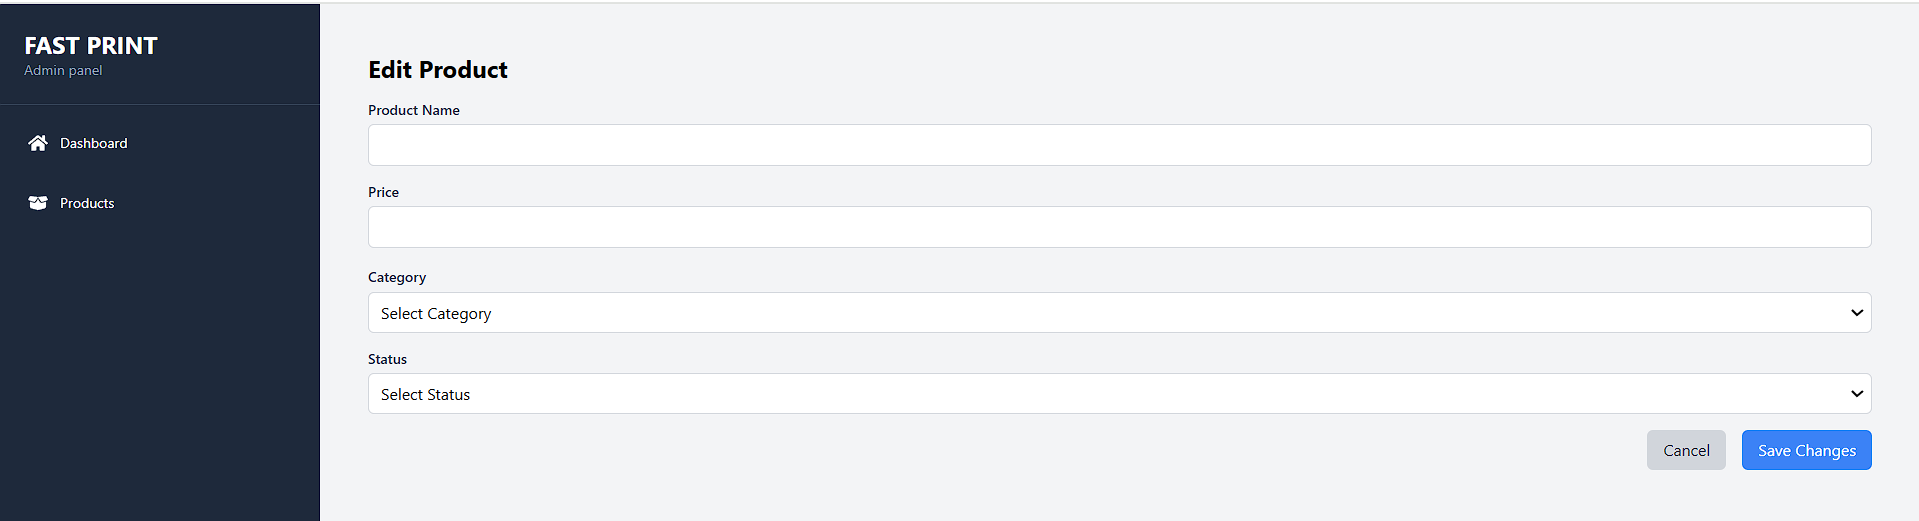 FAST PRINT
Admin panel
Dashboard
Products
Edit Product
Product Name
Price
Category
Select Category
Status
Select Status
Cancel
Save Changes